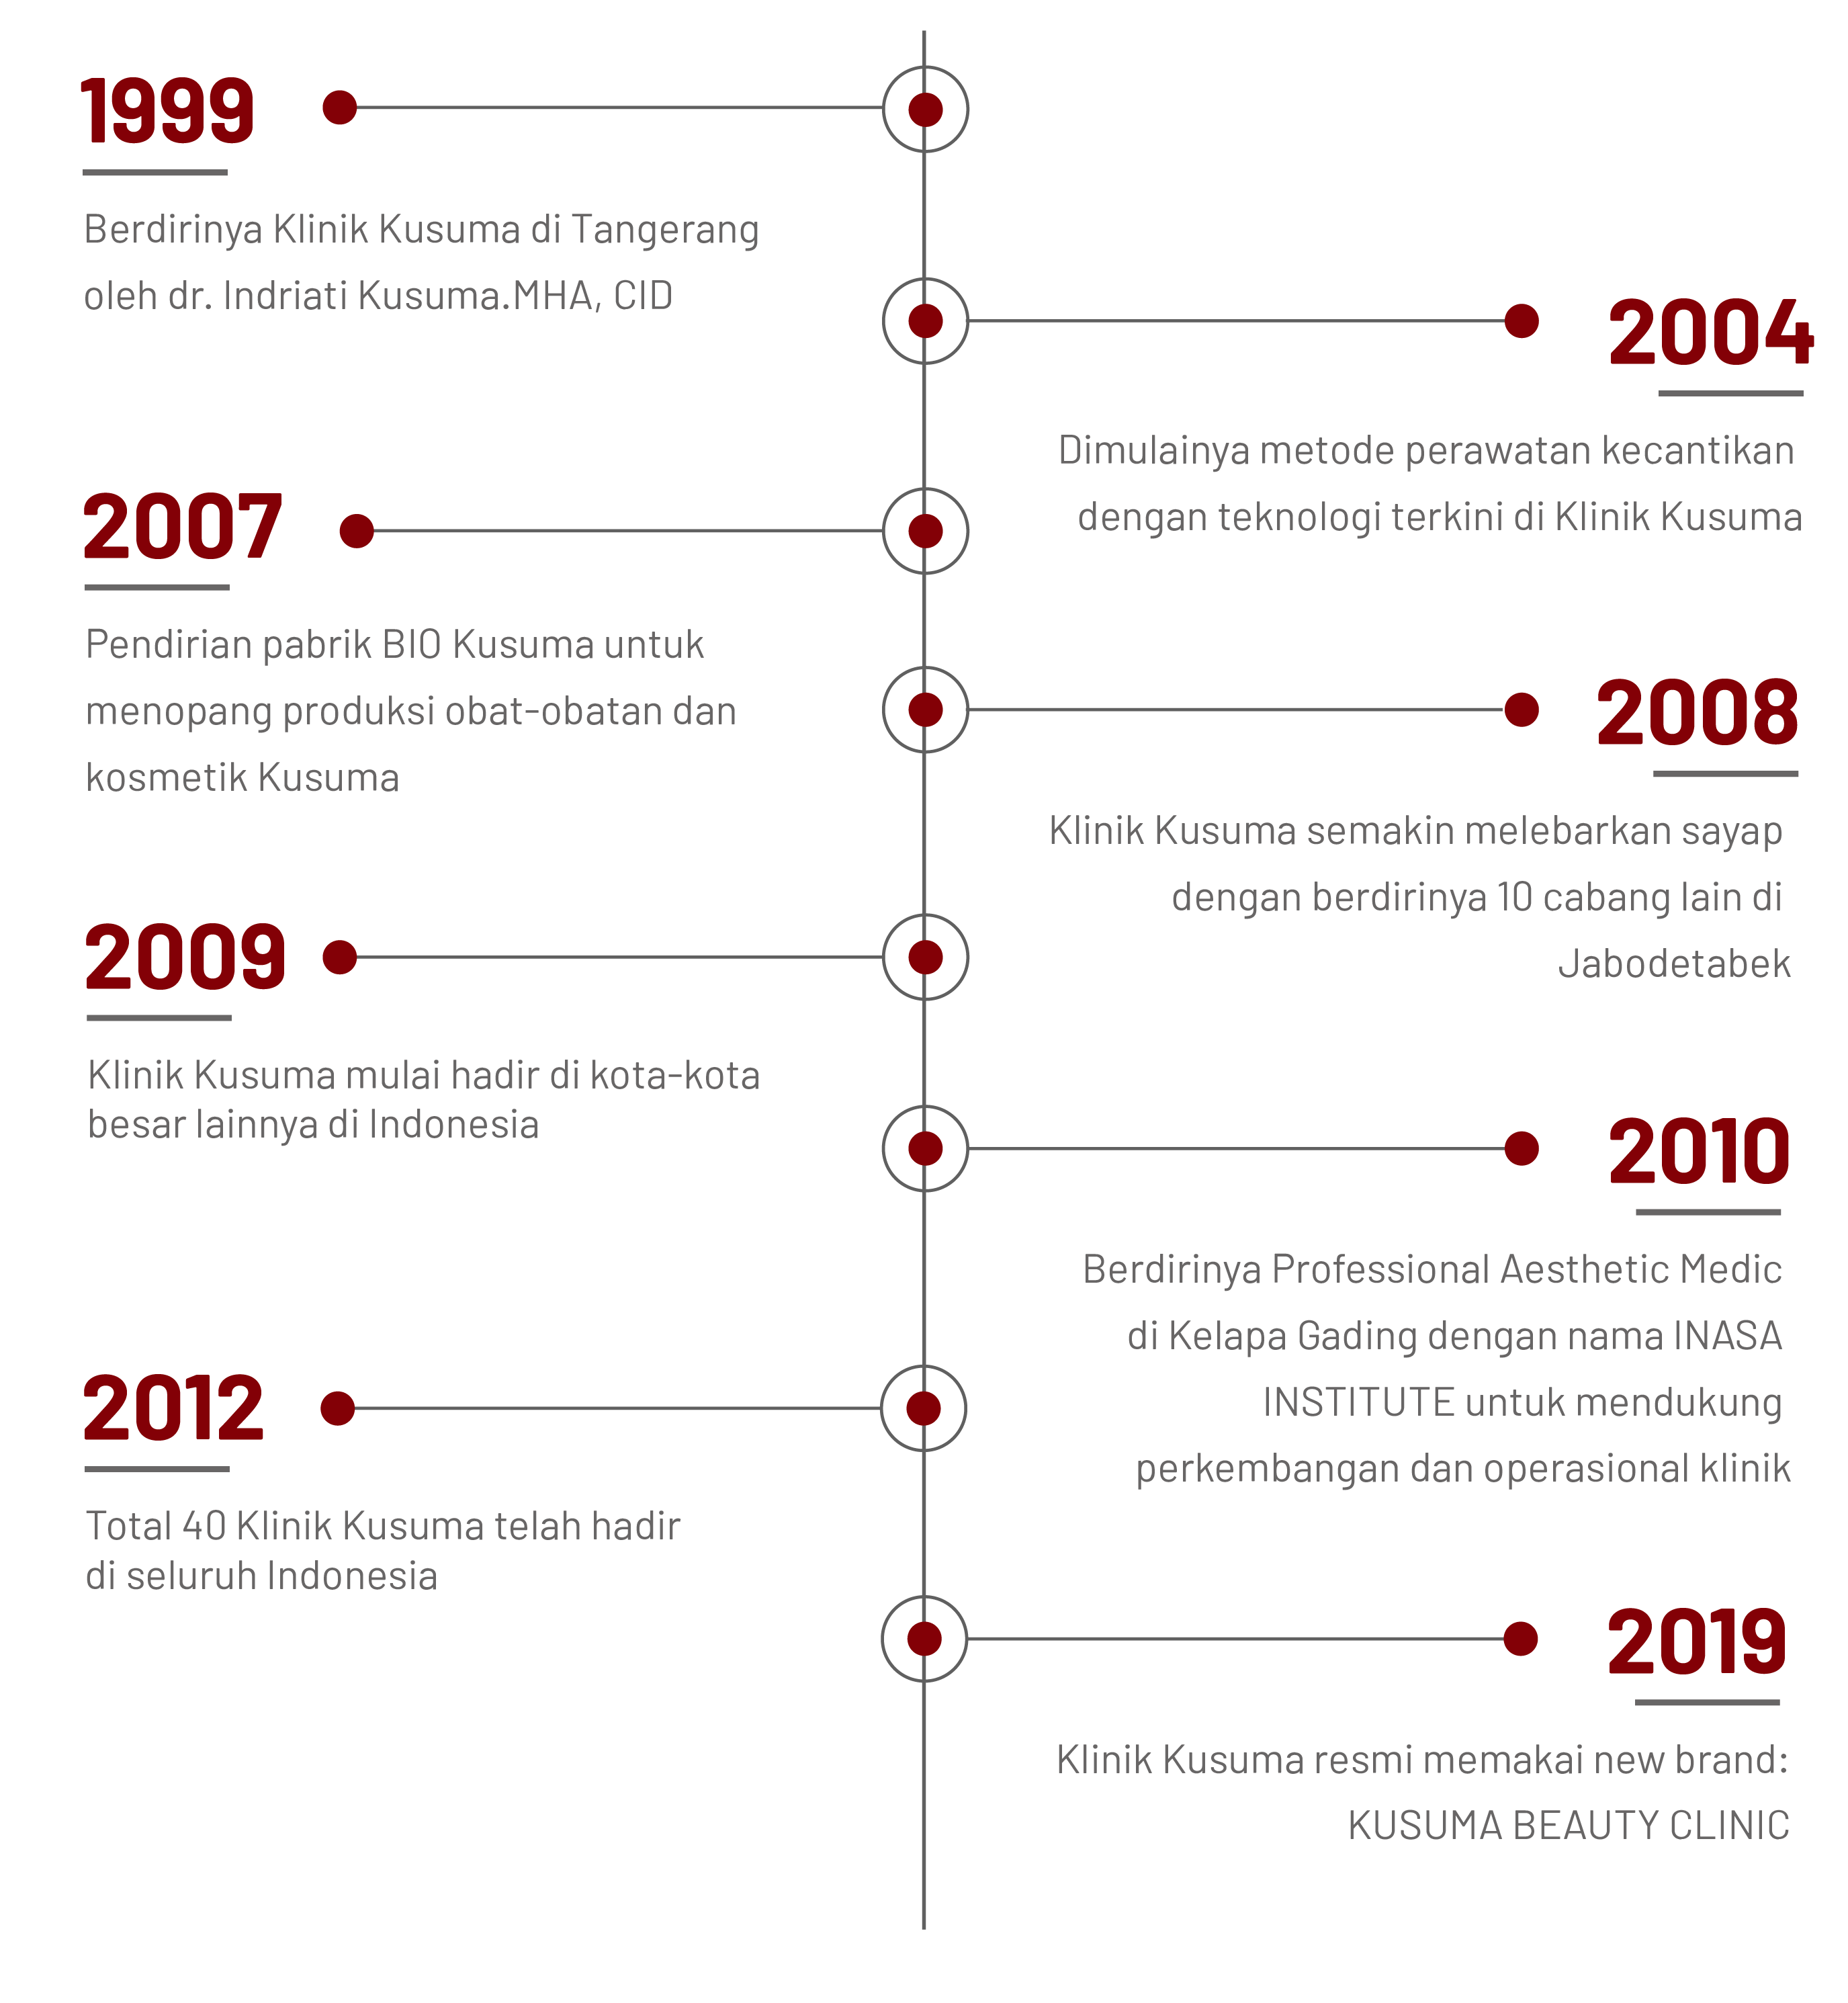 1999
Berdirinya Klinik Kusuma di Tangerang
oleh dr. Indriati Kusuma.MHA, CID
2004
Dimulainya metode perawatan kecantikan
dengan teknologi terkini di Klinik Kusuma
2007
Pendirian pabrik BIO Kusuma untuk
menopang produksi obat-obatan dan
kosmetik Kusuma
2008
Klinik Kusuma semakin melebarkan sayap
dengan berdirinya 10 cabang lain di
Jabodetabek
2009
Klinik Kusuma mulai hadir di kota-kota
besar lainnya di Indonesia
2010
Berdirinya Professional Aesthetic Medic
di Kelapa Gading dengan nama INASA
INSTITUTE untuk mendukung
perkembangan dan operasional klinik
2012
Total 40 Klinik Kusuma telah hadir
di seluruh Indonesia
2019
Klinik Kusuma resmi memakai new brand:
KUSUMA BEAUTY CLINIC